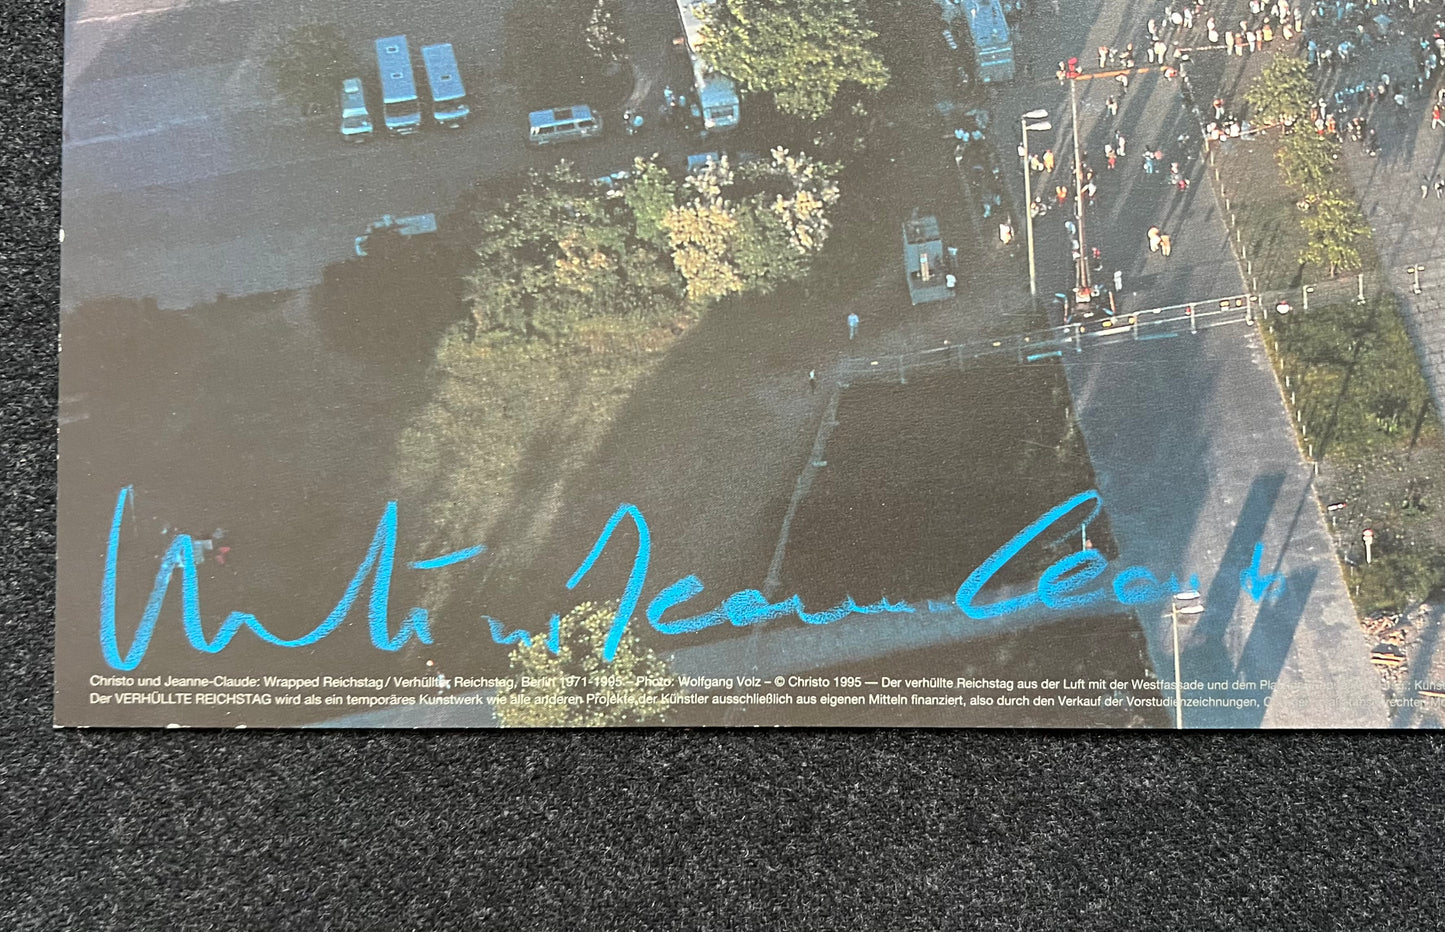 Christo und Jeanne-Claude
Christo und Jeanne-Claude: Wrapped Reichstag / Verhüllter Reichstag, Berlin 1971-1995 - Photo: Wolfgang Volz – © Christo 1995 — Der verhüllte Reichstag aus der Luft mit der Westfassade und dem
Der VERHÜLLTE REICHSTAG wird als ein temporäres Kunstwerk wie alle anderen Projekte der Künstler ausschließlich aus eigenen Mitteln finanziert, also durch den Verkauf der Vorstudienzeichnungen,